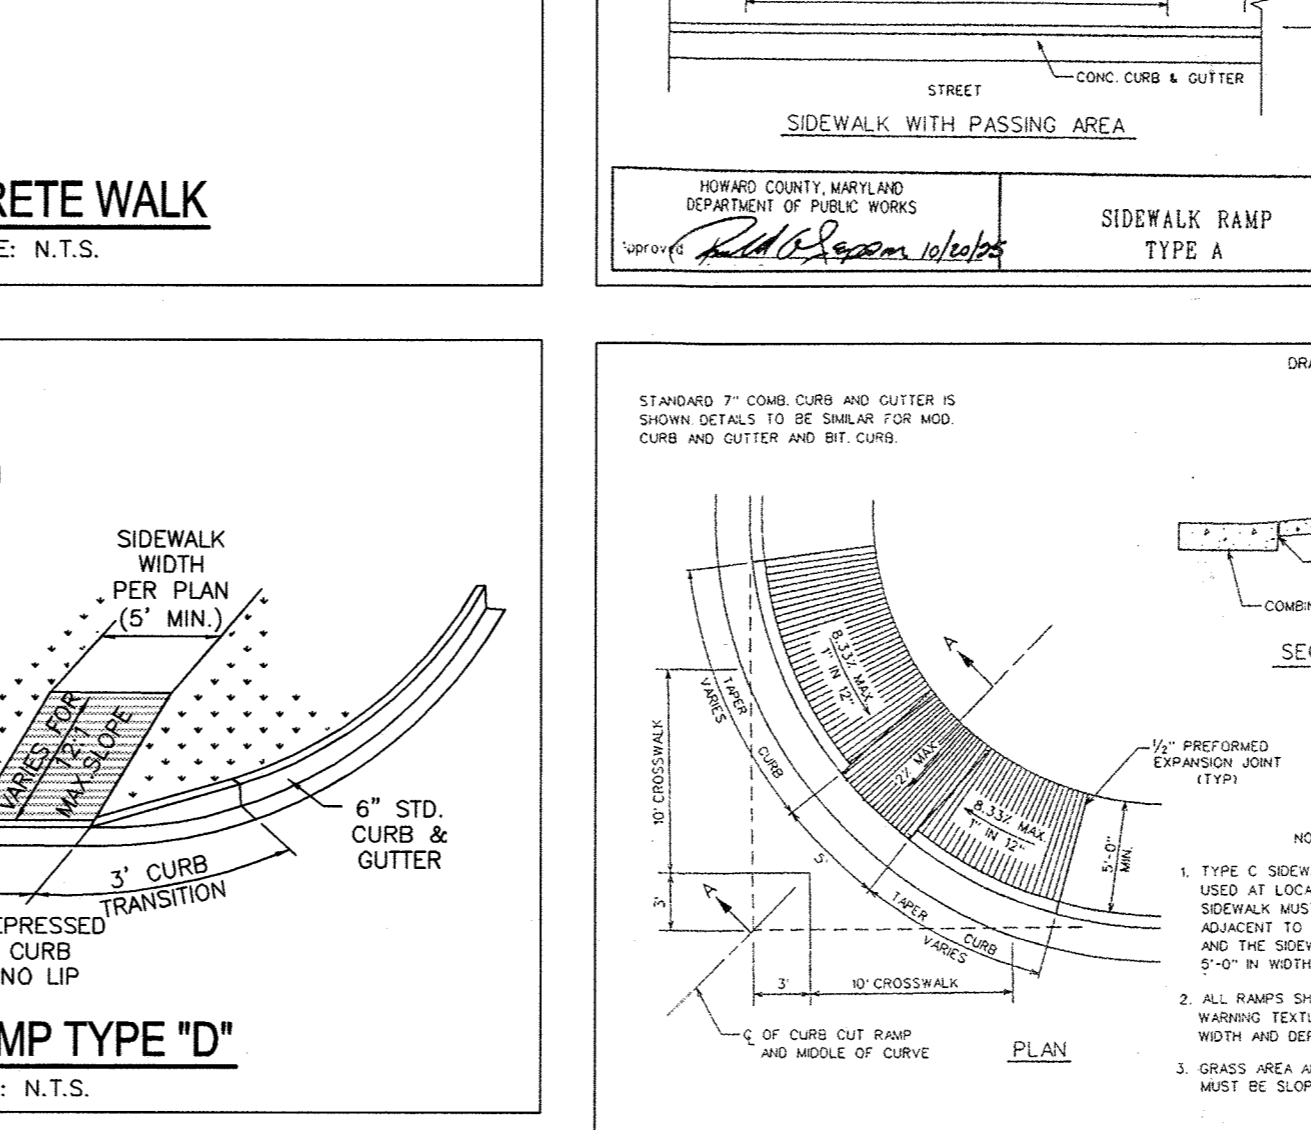 CONC. CURB & GUTTER
STREET
SIDEWALK WITH PASSING AREA
HOWARD COUNTY, MARYLAND
DEPARTMENT OF PUBLIC WORKS
10/20/25
SIDEWALK RAMP
TYPE A
RETE WALK
E: N.T.S.
SIDEWALK
WIDTH
PER PLAN
(5' MIN.)
VARIES FOR
12:1
MAX. SLOPE
6" STD.
CURB &
GUTTER
3' CURB
TRANSITION
EPRESSED
CURB
NO LIP
MP TYPE "D"
: N.T.S.
DRA
STANDARD 7" COMB. CURB AND GUTTER IS
SHOWN. DETAILS TO BE SIMILAR FOR MOD.
CURB AND GUTTER AND BIT. CURB.
COMBIN
SEC
A
8.33% MAX.
1" IN 12"
TAPER
VARIES
CURB
10' CROSSWALK
2% MAX.
8.33% MAX.
1" IN 12"
1/2" PREFORMED
EXPANSION JOINT
(TYP)
5'-0"
MIN.
5'
3'
A
TAPER
CURB
VARIES
3'
10' CROSSWALK
℄ OF CURB CUT RAMP
AND MIDDLE OF CURVE
PLAN
NO
1. TYPE C SIDEW
USED AT LOCA
SIDEWALK MUST
ADJACENT TO
AND THE SIDEW
5'-0" IN WIDTH
2. ALL RAMPS SH
WARNING TEXTU
WIDTH AND DEP
3. GRASS AREA A
MUST BE SLOP